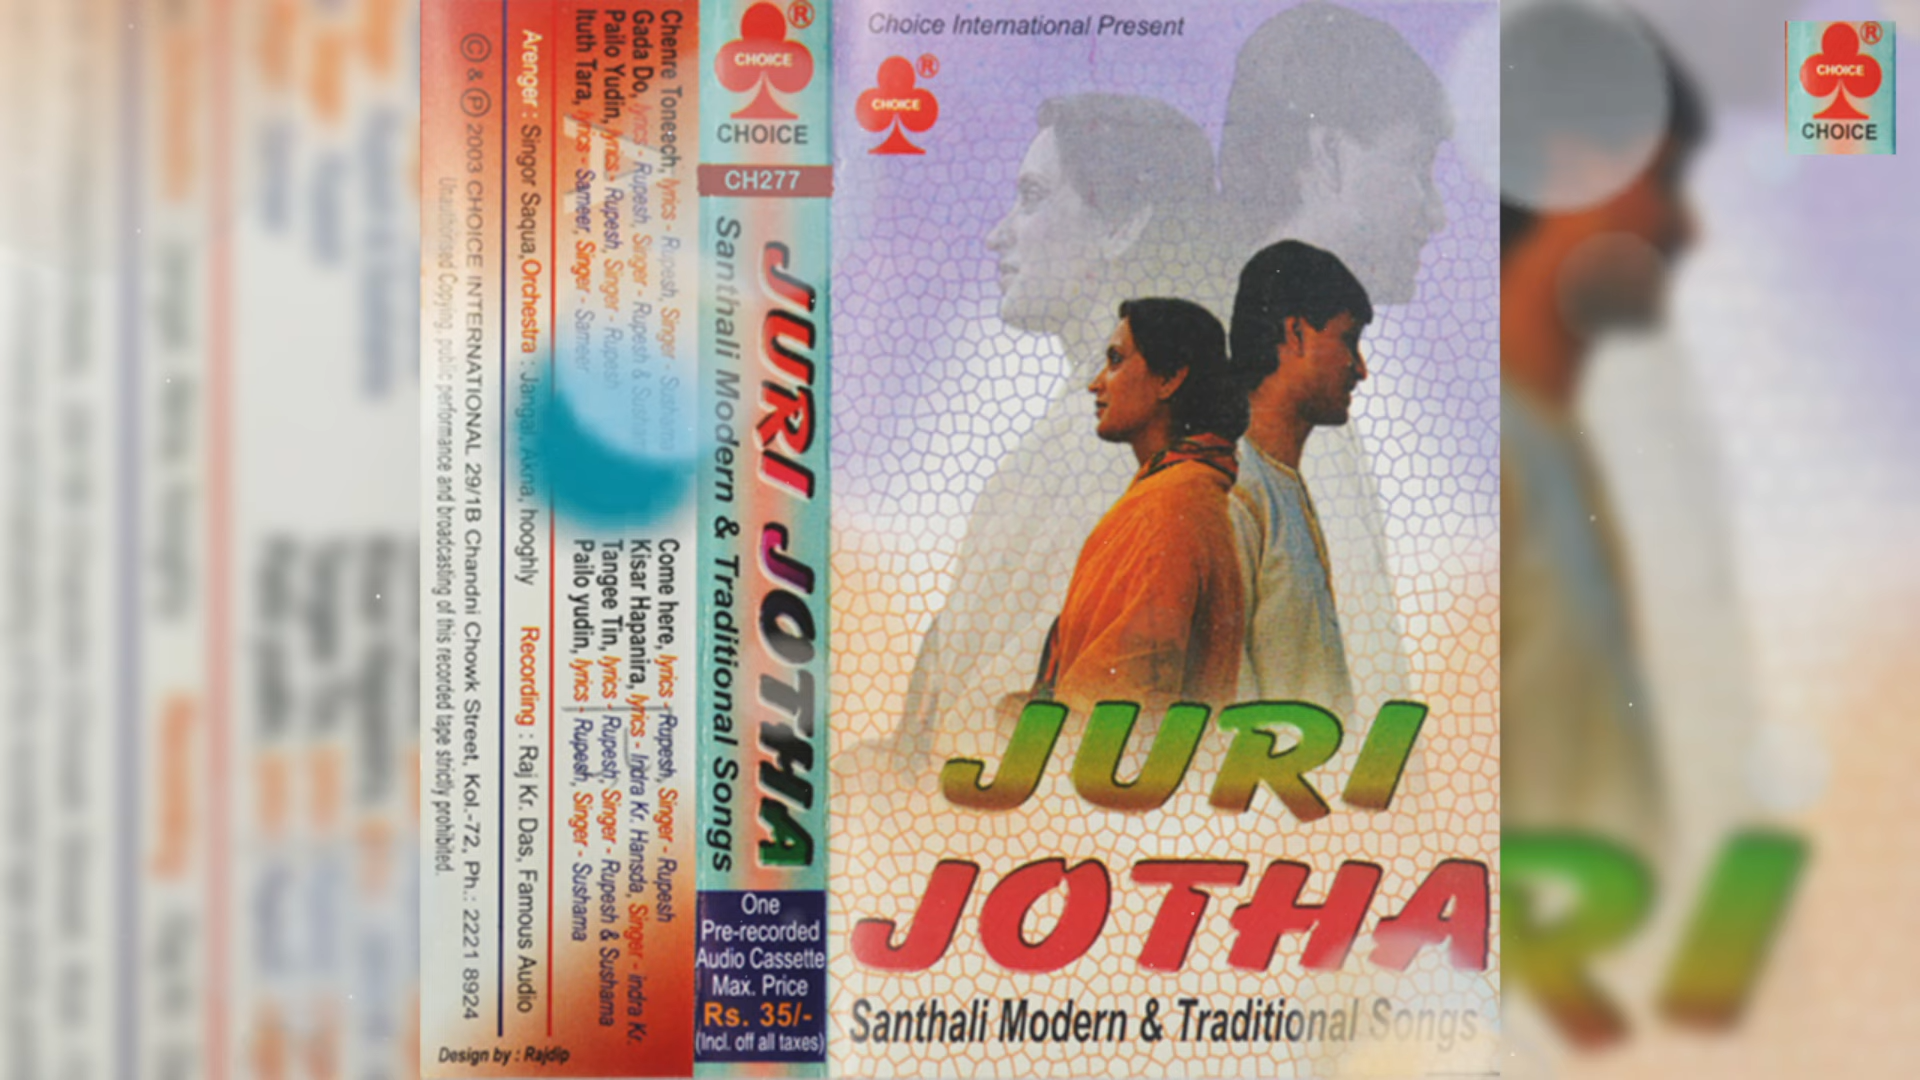 Chenre Toneech, lyrics - Rupesh, Singer - Sushama
Gada Do, lyrics - Rupesh, Singer - Rupesh & Sushama
Pailo Yudin, lyrics - Rupesh, Singer - Rupesh
Ituth Tara, lyrics - Sameer, Singer - Sameer
Come here, lyrics - Rupesh, Singer - Rupesh
Kisar Hapanira, lyrics - Indra Kr. Hansda, Singer - indra Kr.
Tangee Tin, lyrics - Rupesh, Singer - Rupesh & Sushama
Pailo yudin, lyrics - Rupesh, Singer - Sushama
Arenger : Singor Saqua, Orchestra : Jangal Akna, hooghly Recording : Raj Kr. Das, Famous Audio
© & ℗ 2003 CHOICE INTERNATIONAL 29/1B Chandni Chowk Street, Kol.-72, Ph.: 2221 8924
Unauthorised Copying, public performance and broadcasting of this recorded tape strictly prohibited.
Design by : Rajdip
®
CHOICE
CHOICE
CH277
JURI JOTHA
Santhali Modern & Traditional Songs
One
Pre-recorded
Audio Cassette
Max. Price
Rs. 35/-
(Incl. off all taxes)
Choice International Present
®
CHOICE
JURI
JOTHA
Santhali Modern & Traditional Songs
®
CHOICE
CHOICE